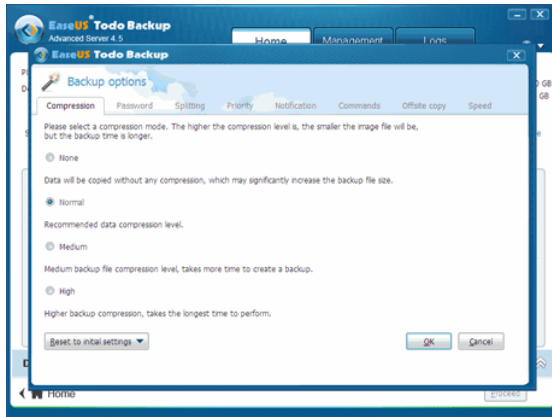 EaseUS Todo Backup
Advanced Server 4.5
Home Management Logs
EaseUS Todo Backup
Backup options
Compression Password Splitting Priority Notification Commands Offsite copy Speed
Please select a compression mode. The higher the compression level is, the smaller the image file will be,
but the backup time is longer.
None
Data will be copied without any compression, which may significantly increase the backup file size.
Normal
Recommended data compression level.
Medium
Medium backup file compression level, takes more time to create a backup.
High
Higher backup compression, takes the longest time to perform.
Reset to initial settings
OK Cancel
Home
Proceed
GB
GB